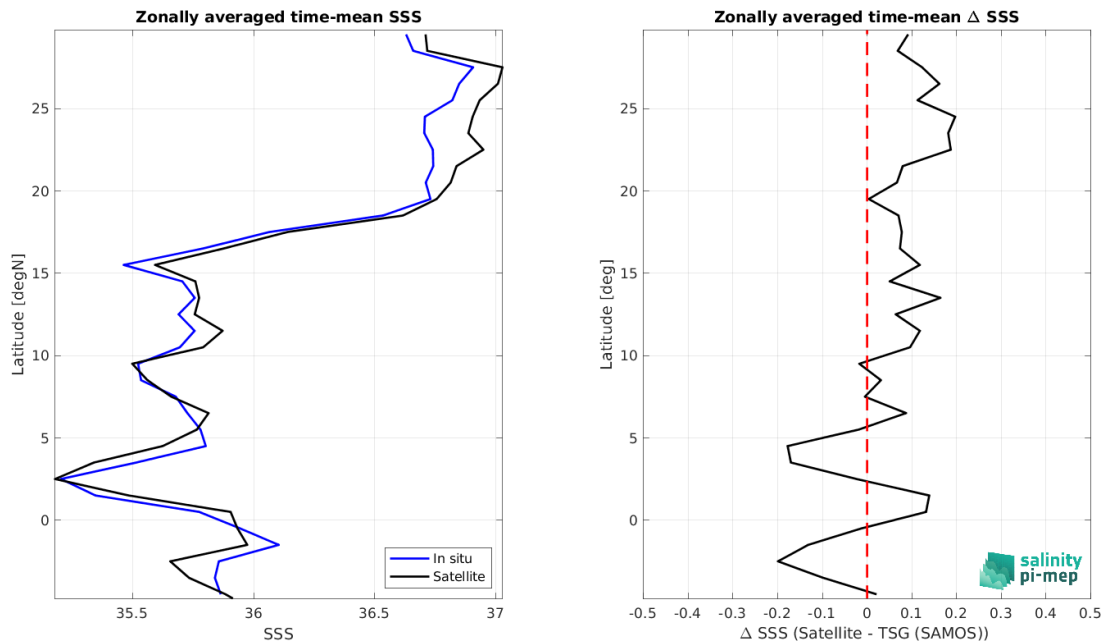 Zonally averaged time-mean SSS
Latitude [degN]
25
20
15
10
5
0
35.5
36
36.5
37
SSS
In situ
Satellite
Zonally averaged time-mean Δ SSS
Latitude [deg]
25
20
15
10
5
0
-0.5
-0.4
-0.3
-0.2
-0.1
0
0.1
0.2
0.3
0.4
0.5
Δ SSS (Satellite - TSG (SAMOS))
salinity
pi-mep